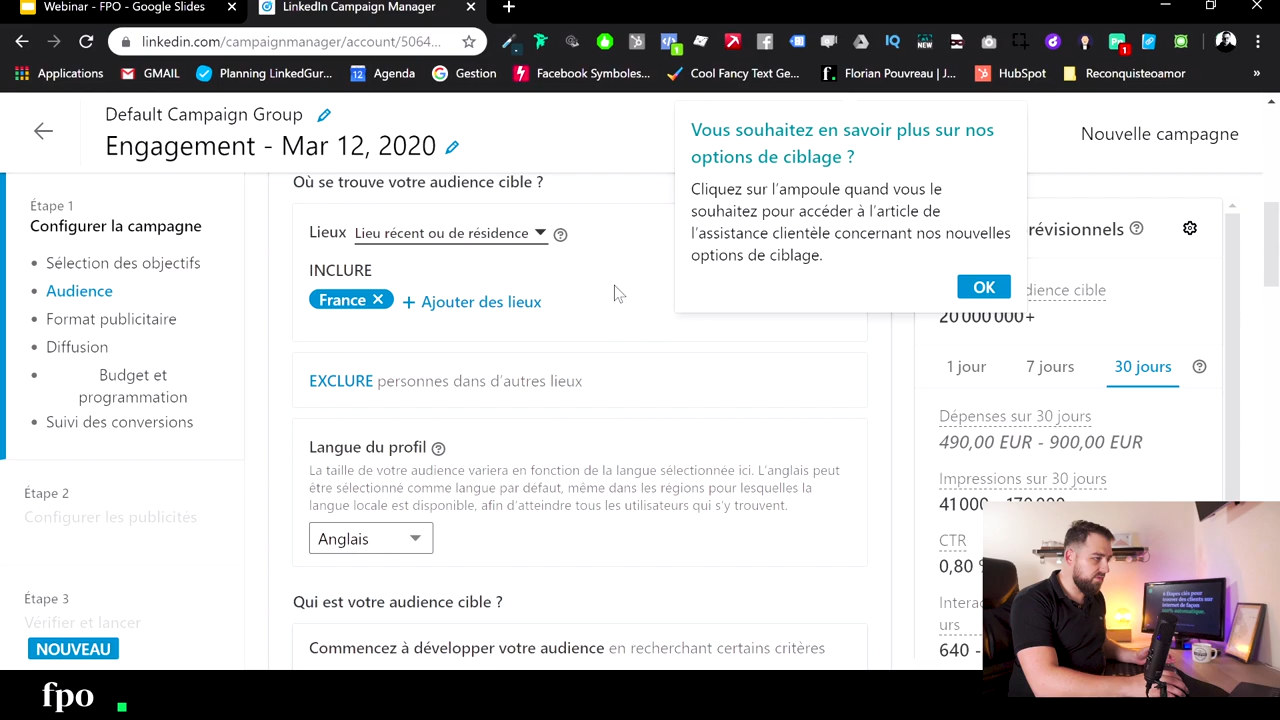 Webinar - FPO - Google Slides
LinkedIn Campaign Manager
linkedin.com/campaignmanager/account/5064...
Applications
GMAIL
Planning LinkedGur...
Agenda
Gestion
Facebook Symboles...
Cool Fancy Text Ge...
Florian Pouvreau | J...
HubSpot
Reconquisteoamor
Default Campaign Group
Engagement - Mar 12, 2020
Nouvelle campagne
Vous souhaitez en savoir plus sur nos
options de ciblage ?
Cliquez sur l'ampoule quand vous le
souhaitez pour accéder à l'article de
l'assistance clientèle concernant nos nouvelles
options de ciblage.
OK
Étape 1
Configurer la campagne
Sélection des objectifs
Audience
Format publicitaire
Diffusion
Budget et
programmation
Suivi des conversions
Étape 2
Configurer les publicités
Étape 3
Vérifier et lancer
NOUVEAU
Où se trouve votre audience cible ?
Lieux Lieu récent ou de résidence
INCLURE
France
+ Ajouter des lieux
EXCLURE personnes dans d'autres lieux
Langue du profil
La taille de votre audience variera en fonction de la langue sélectionnée ici. L'anglais peut
être sélectionné comme langue par défaut, même dans les régions pour lesquelles la
langue locale est disponible, afin d'atteindre tous les utilisateurs qui s'y trouvent.
Anglais
Qui est votre audience cible ?
Commencez à développer votre audience en recherchant certains critères
révisionnels
dience cible
20 000 000+
1 jour
7 jours
30 jours
Dépenses sur 30 jours
490,00 EUR - 900,00 EUR
Impressions sur 30 jours
41 000
CTR
0,80
Interac
urs
640 -
fpo